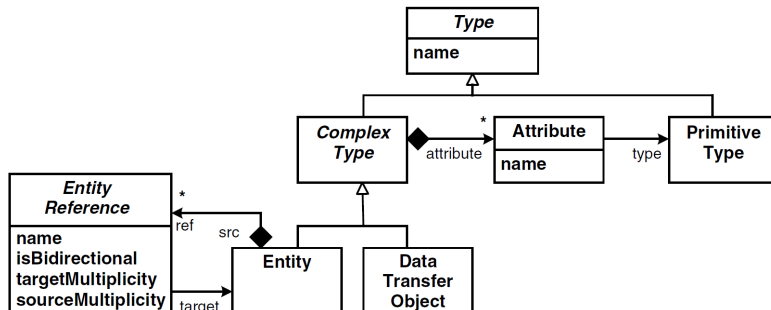 Type
name
Complex
Type
*
attribute
Attribute
name
type
Primitive
Type
Entity
Reference
name
isBidirectional
targetMultiplicity
sourceMultiplicity
*
ref
src
target
Entity
Data
Transfer
Object